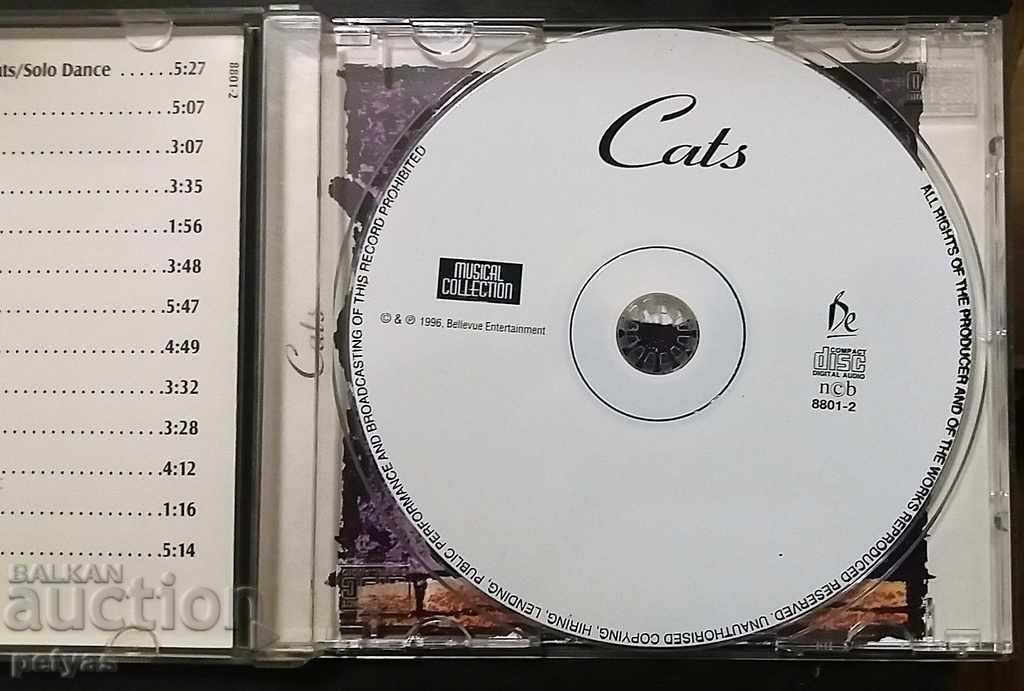 /Solo Dance ......5:27
5:07
3:07
3:35
1:56
3:48
5:47
4:49
3:32
3:28
4:12
1:16
5:14
8801-2
Cats
Cats
MUSICAL
COLLECTION
© & ℗ 1996, Bellevue Entertainment
Be
COMPACT
disc
DIGITAL AUDIO
ncb
8801-2
ALL RIIGHTS OF THE PRODUCER AND OF THE WORKS REPRODUCED RESERVED. UNAUTHORISED COPYING, HIRING, LENDING, PUBLIC PERFORMANCE AND BROADCASTING OF THIS RECORD PROHIBITED
BALKAN
auction
petyas